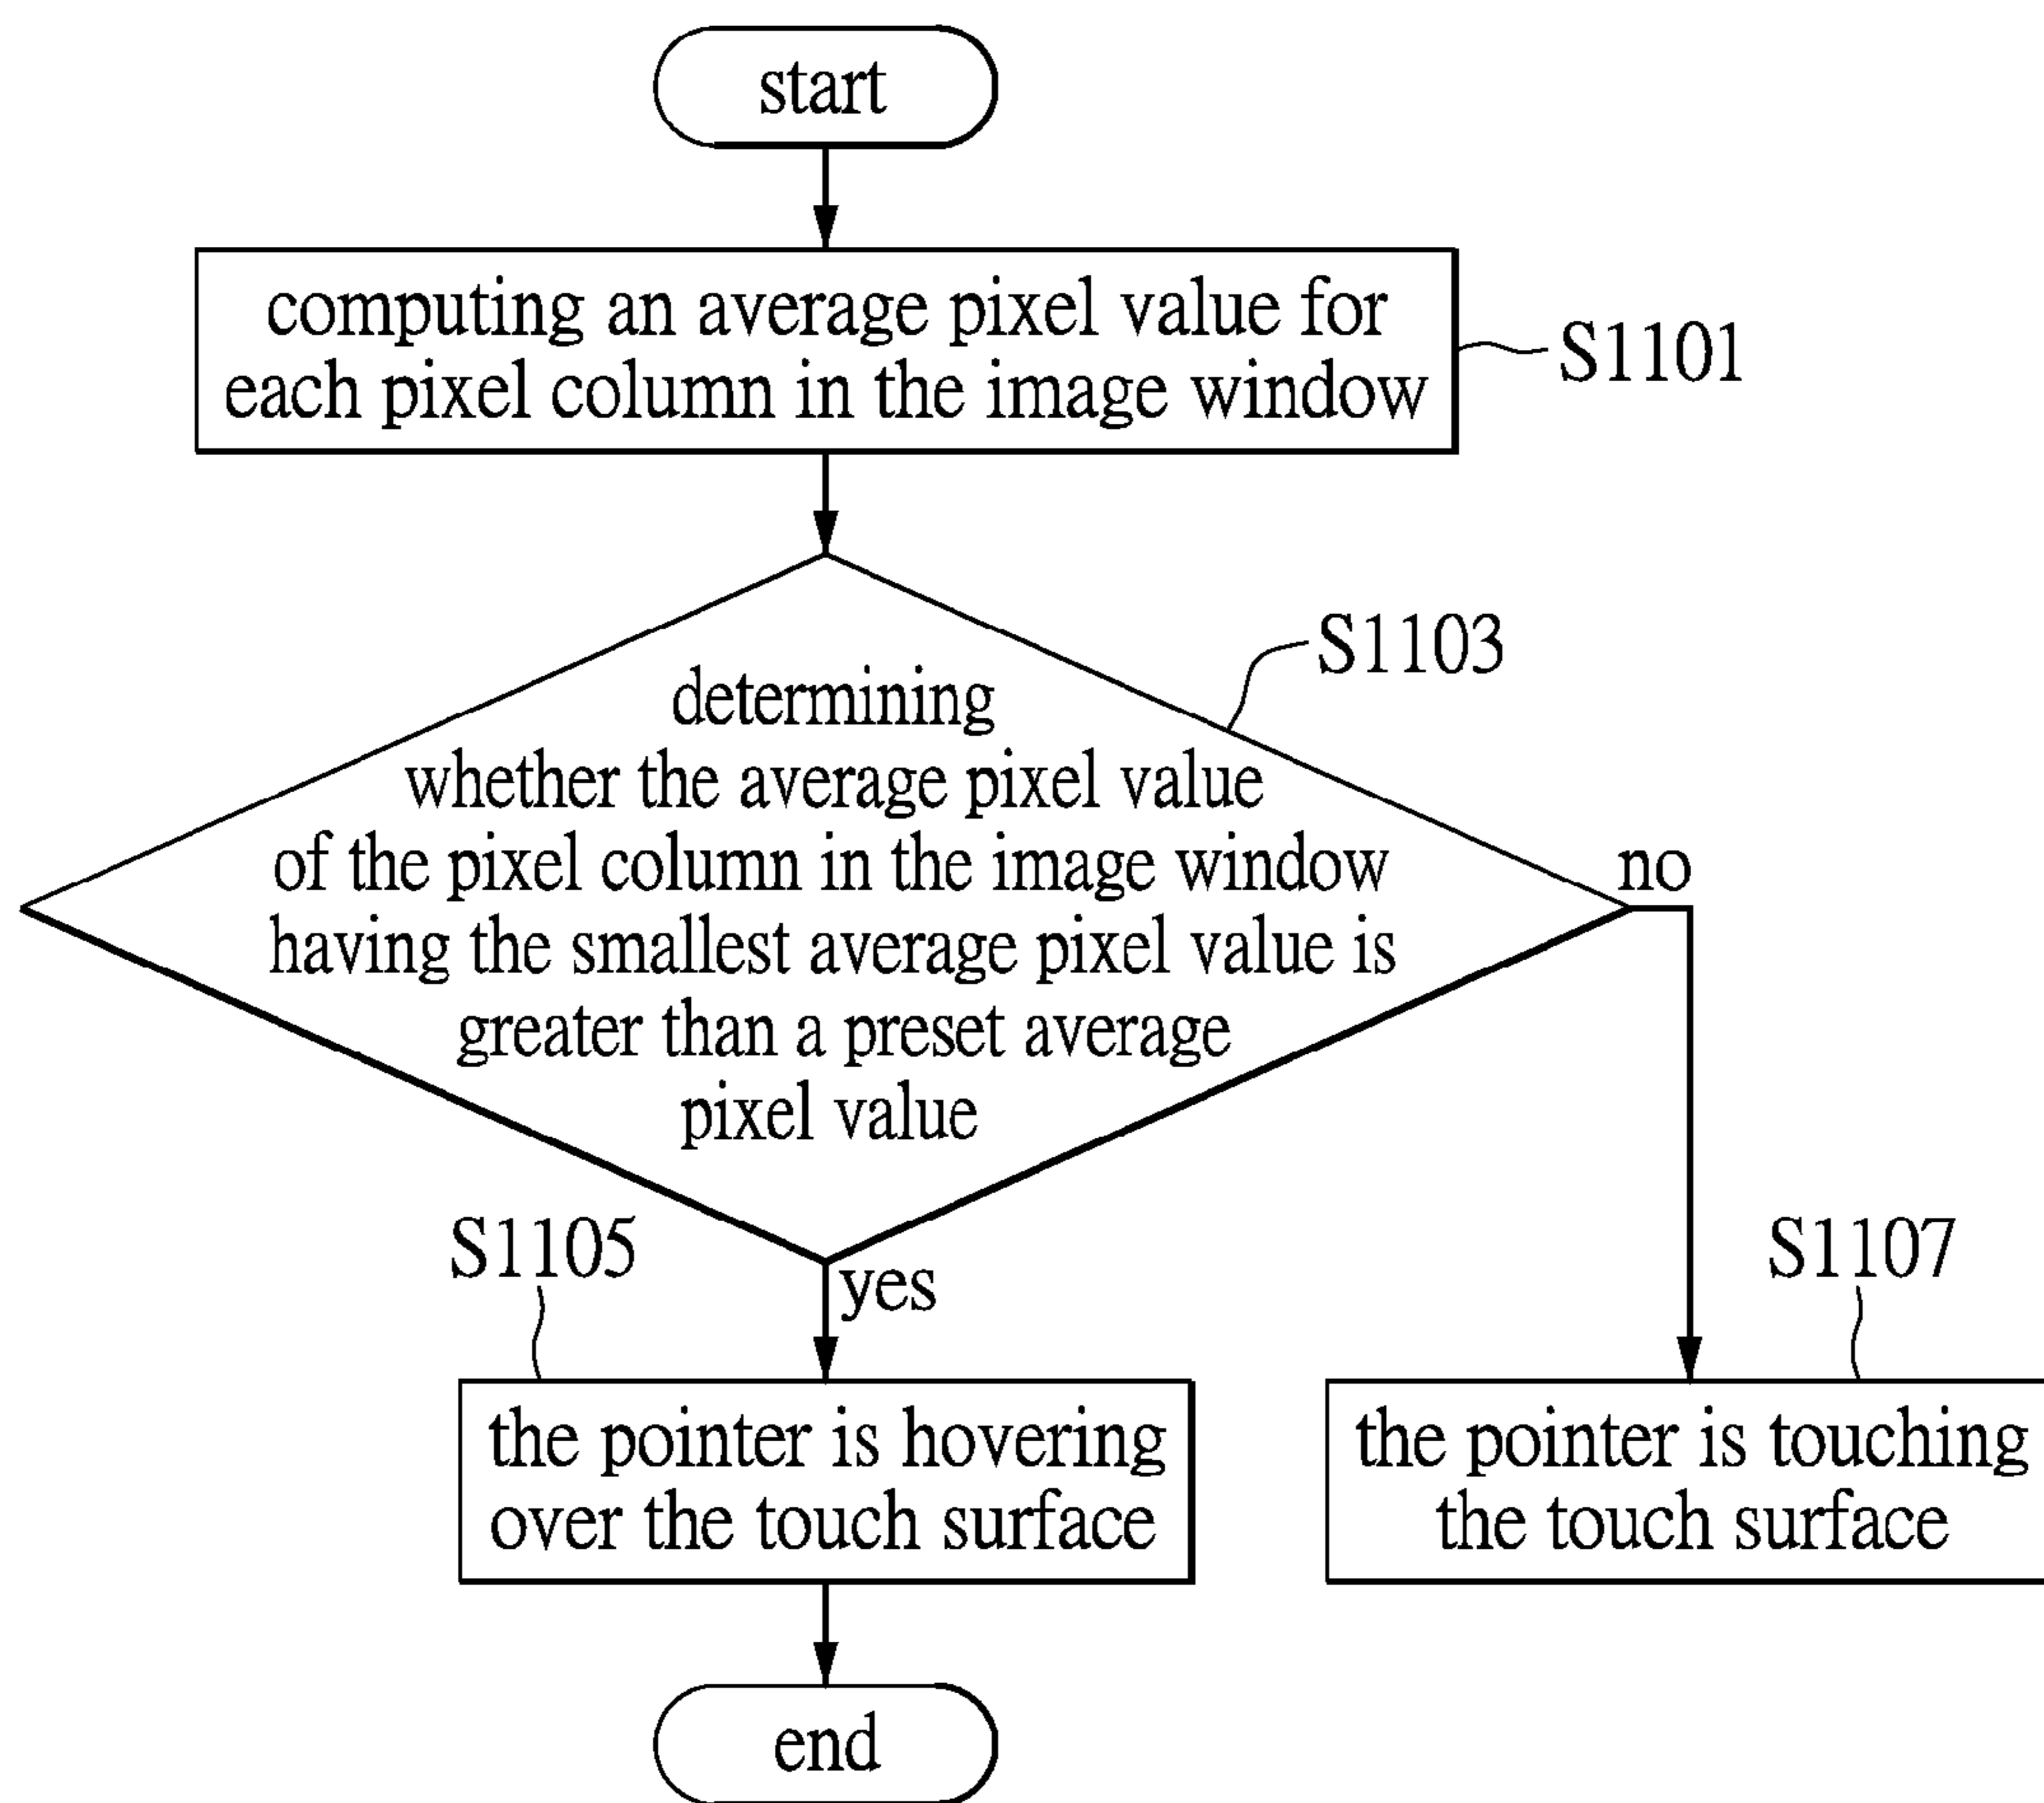 start
computing an average pixel value for
each pixel column in the image window
S1101
S1103
determining
whether the average pixel value
of the pixel column in the image window
having the smallest average pixel value is
greater than a preset average
pixel value
no
yes
S1105
S1107
the pointer is hovering
over the touch surface
the pointer is touching
the touch surface
end